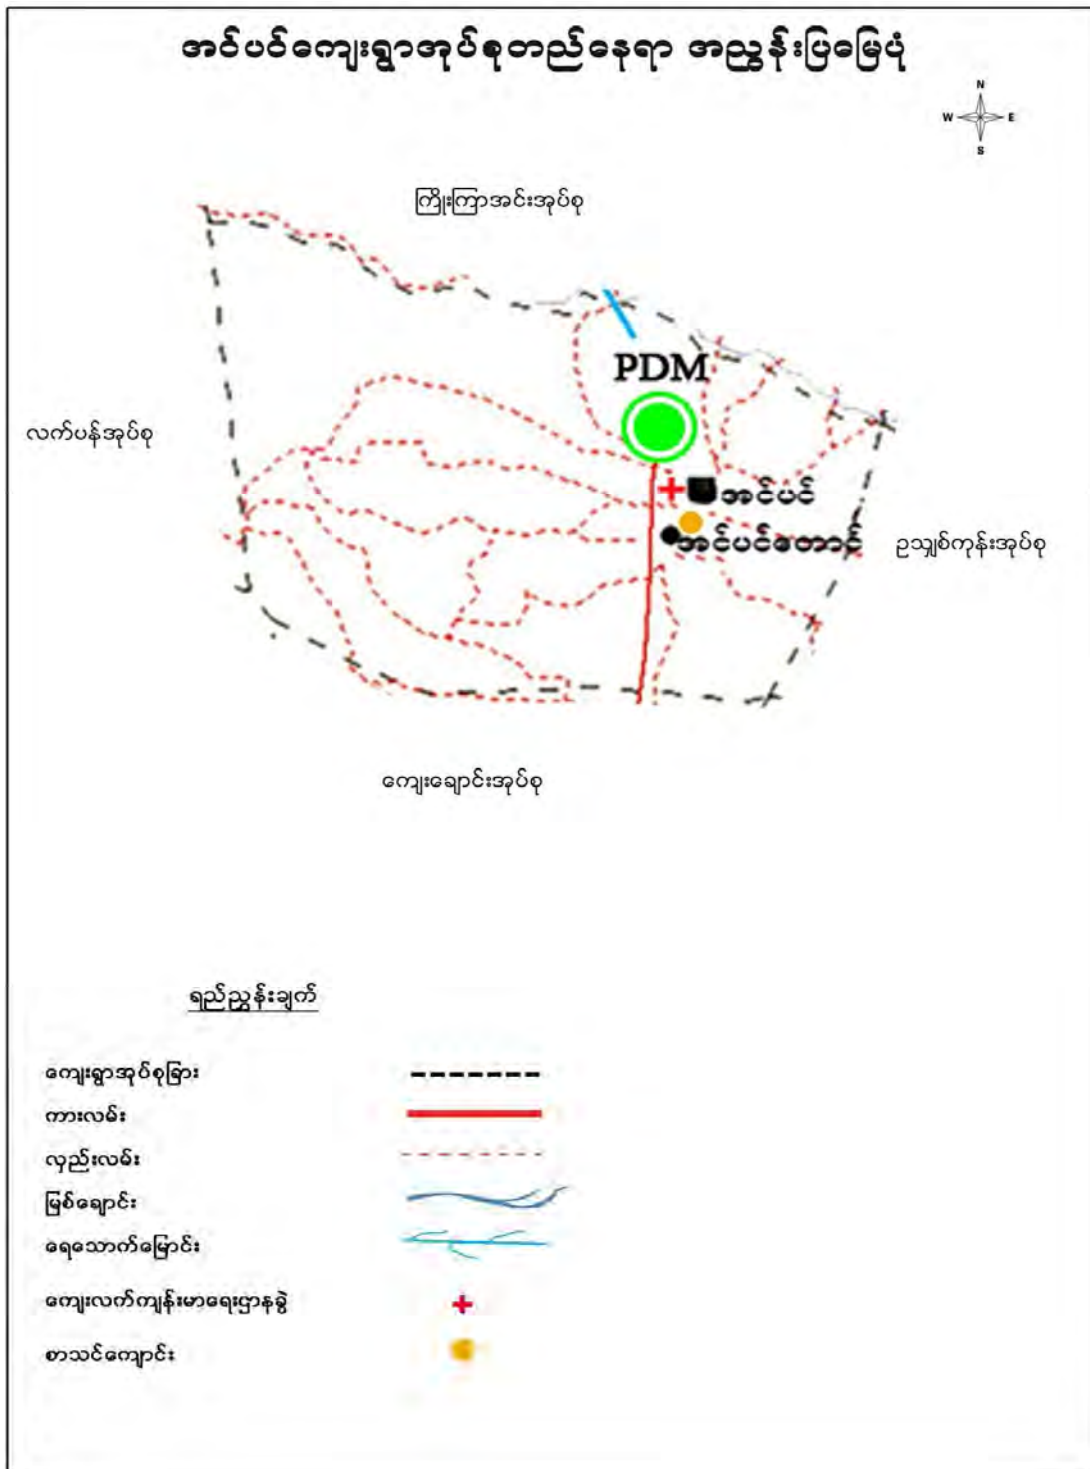 အင်ပင်ကျေးရွာအုပ်စုတည်နေရာ အညွှန်းပြမြေပုံ
N
W E
S
ကြိုးကြာအင်းအုပ်စု
PDM
လက်ပန်အုပ်စု
အင်ပင်
အင်ပင်တောင်
ဥသျှစ်ကုန်းအုပ်စု
ကျေးချောင်းအုပ်စု
ရည်ညွှန်းချက်
ကျေးရွာအုပ်စုခြား
ကားလမ်း
လှည်းလမ်း
မြစ်ချောင်း
ရေသောက်မြောင်း
ကျေးလက်ကျန်းမာရေးဌာနခွဲ
စာသင်ကျောင်း